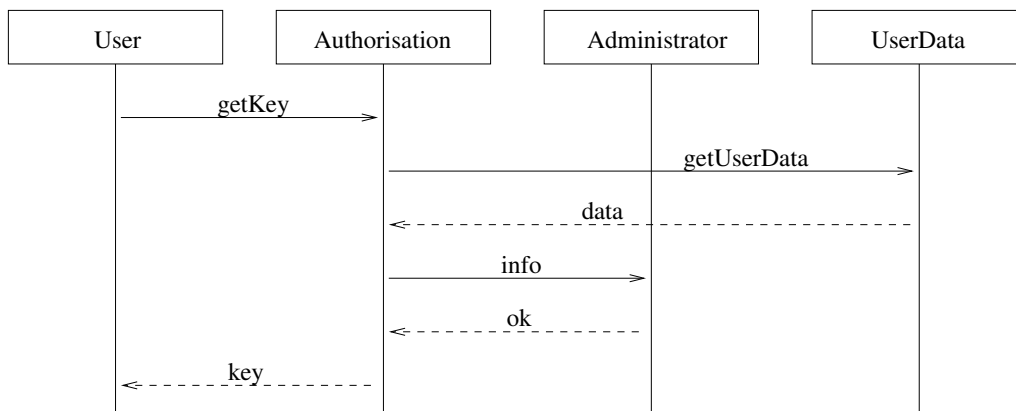 User
Authorisation
Administrator
UserData
getKey
getUserData
data
info
ok
key